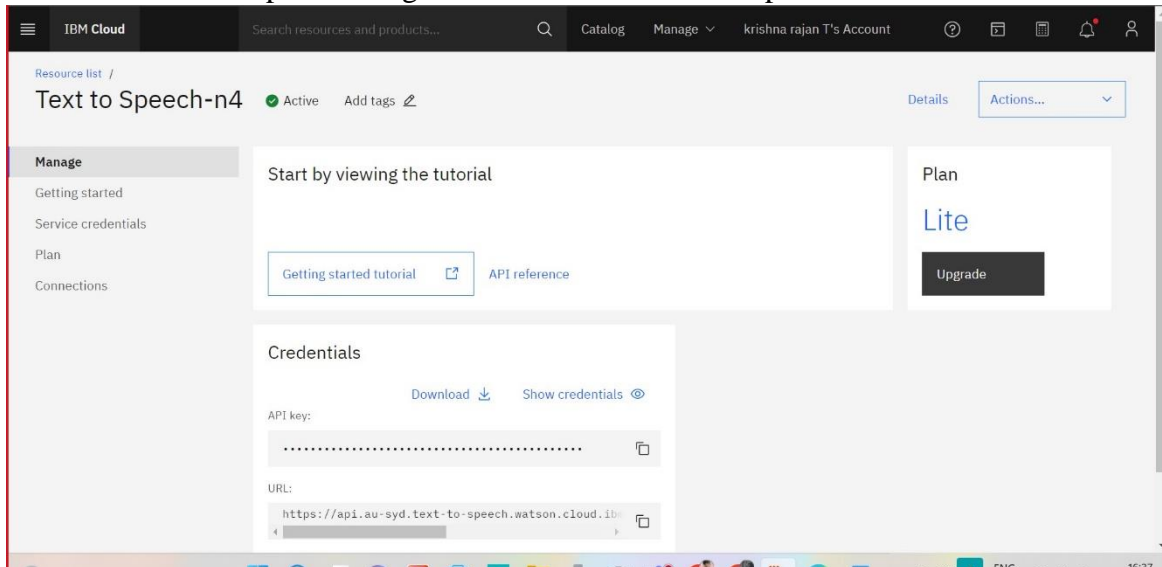 IBM Cloud
Search resources and products...
Catalog
Manage
krishna rajan T's Account
Resource list /
Text to Speech-n4
Active
Add tags
Details
Actions...
Manage
Getting started
Service credentials
Plan
Connections
Start by viewing the tutorial
Getting started tutorial
API reference
Plan
Lite
Upgrade
Credentials
Download
Show credentials
API key:
URL:
https://api.au-syd.text-to-speech.watson.cloud.ib